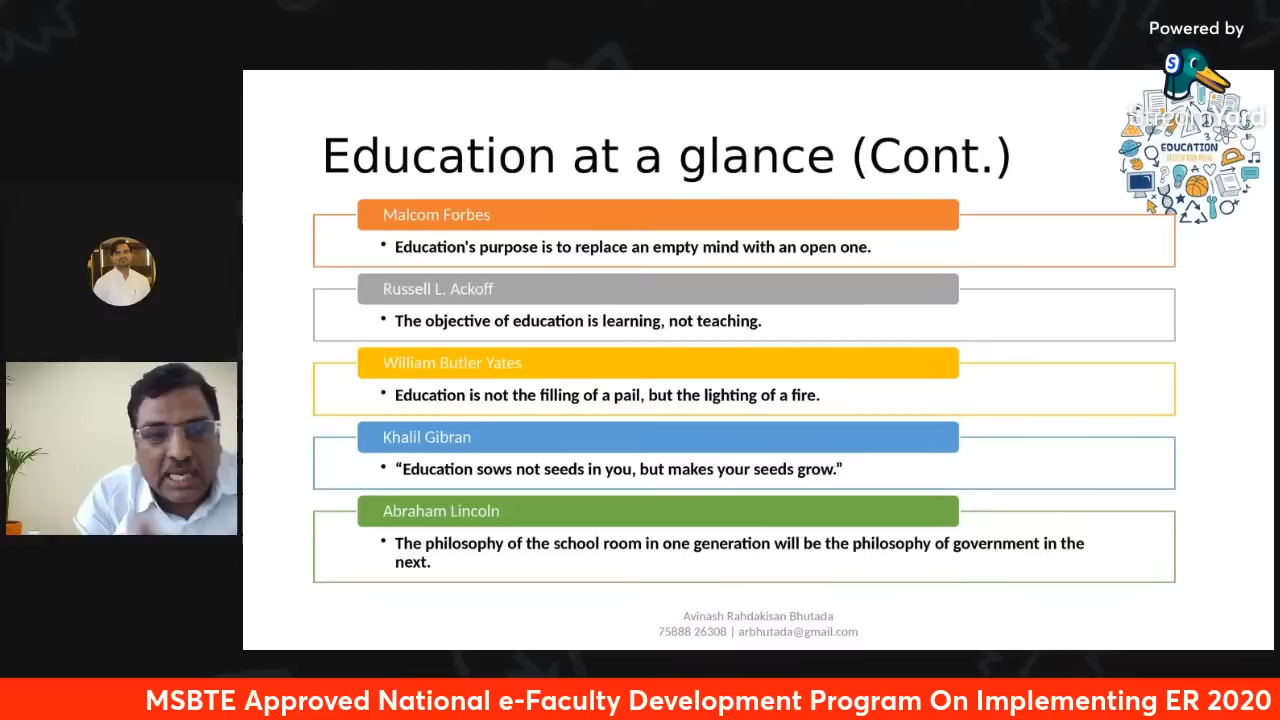 Powered by
StreamYard
EDUCATION
Education at a glance (Cont.)
Malcom Forbes
• Education's purpose is to replace an empty mind with an open one.
Russell L. Ackoff
• The objective of education is learning, not teaching.
William Butler Yates
• Education is not the filling of a pail, but the lighting of a fire.
Khalil Gibran
• “Education sows not seeds in you, but makes your seeds grow.”
Abraham Lincoln
• The philosophy of the school room in one generation will be the philosophy of government in the
next.
Avinash Rahdakisan Bhutada
75888 26308 | arbhutada@gmail.com
MSBTE Approved National e-Faculty Development Program On Implementing ER 2020